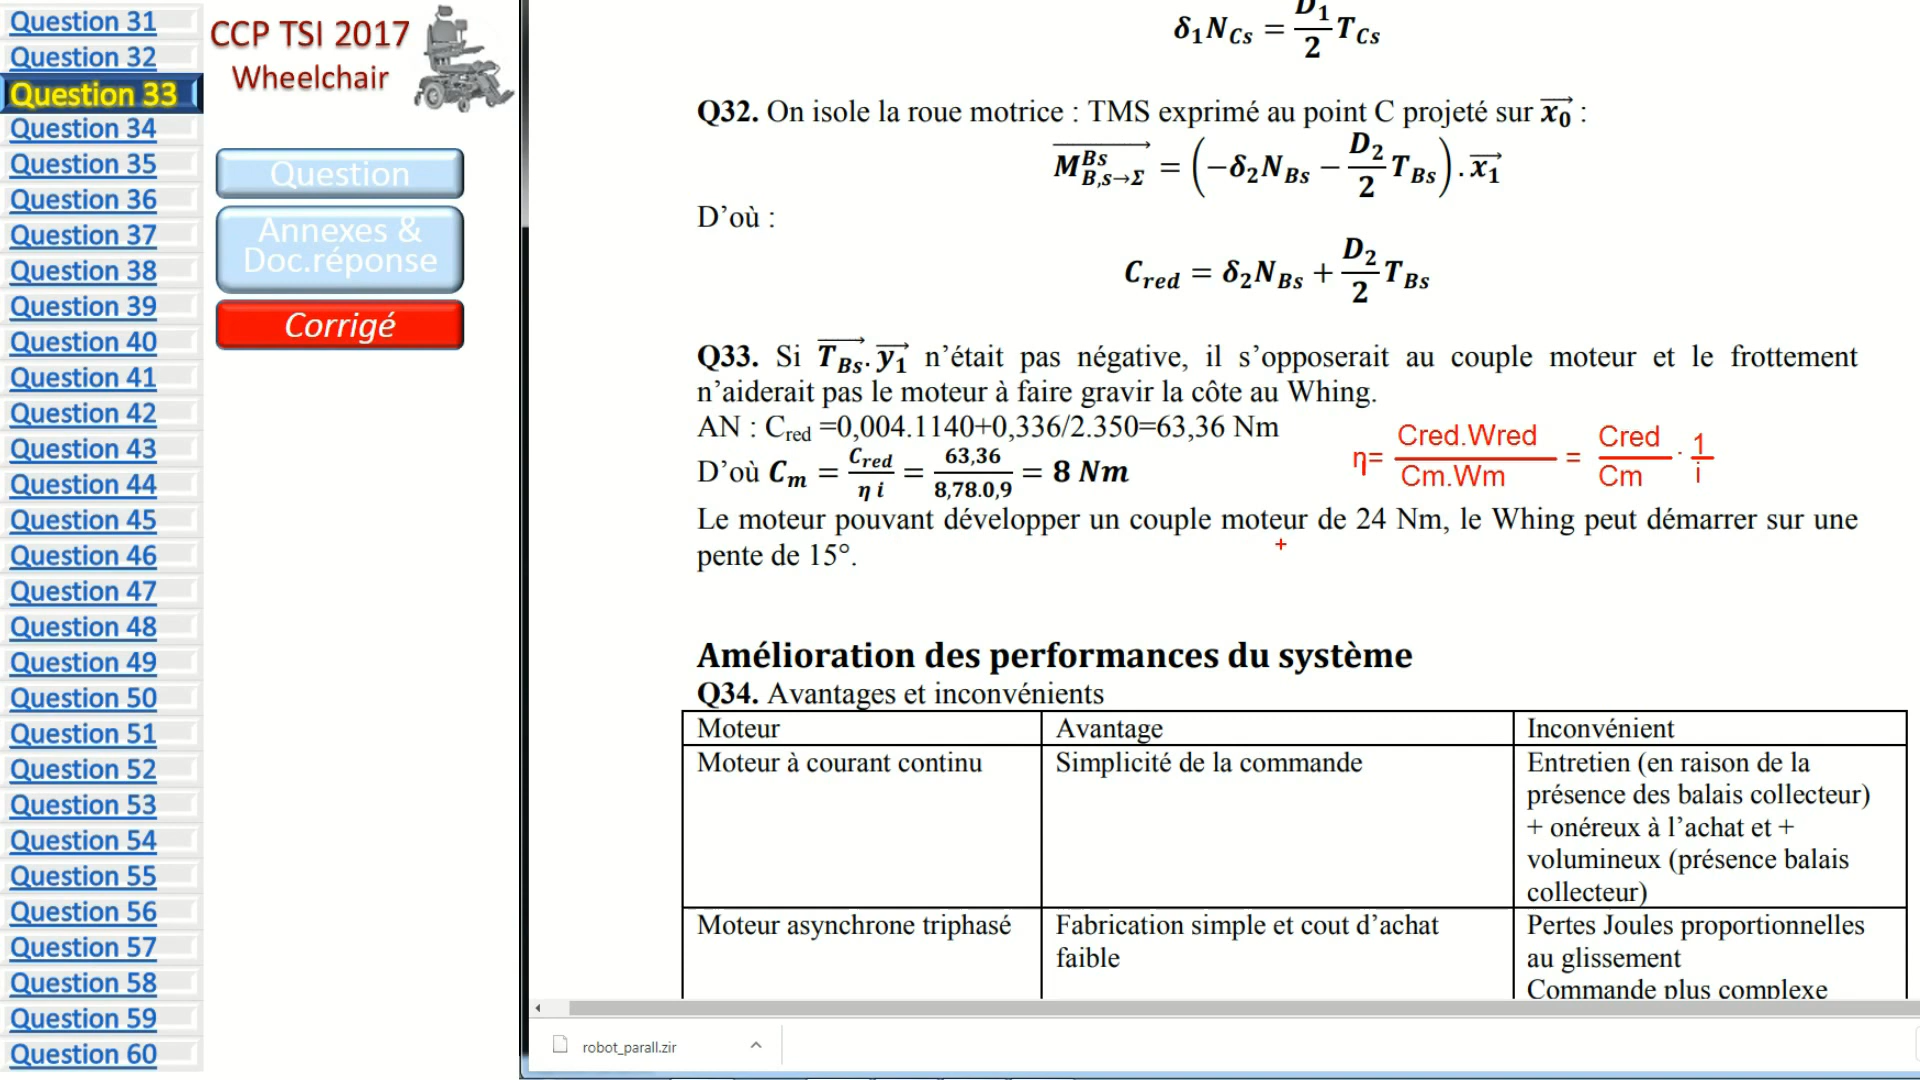 Question 31
Question 32
Question 33
Question 34
Question 35
Question 36
Question 37
Question 38
Question 39
Question 40
Question 41
Question 42
Question 43
Question 44
Question 45
Question 46
Question 47
Question 48
Question 49
Question 50
Question 51
Question 52
Question 53
Question 54
Question 55
Question 56
Question 57
Question 58
Question 59
Question 60
CCP TSI 2017
Wheelchair
Question
Annexes &
Doc.réponse
Corrigé
δ₁N_Cs = D₁/2 T_Cs
Q32. On isole la roue motrice : TMS exprimé au point C projeté sur x₀⃗ :
M⃗^{Bs}_{B,s→Σ} = (−δ₂N_Bs − D₂/2 T_Bs). x₁⃗
D’où :
C_red = δ₂N_Bs + D₂/2 T_Bs
Q33. Si T_Bs⃗. y₁⃗ n’était pas négative, il s’opposerait au couple moteur et le frottement
n’aiderait pas le moteur à faire gravir la côte au Whing.
AN : C_red =0,004.1140+0,336/2.350=63,36 Nm
D’où C_m = C_red/η i = 63,36/8,78.0,9 = 8 Nm
η= Cred.Wred/Cm.Wm = Cred/Cm . 1/i
Le moteur pouvant développer un couple moteur de 24 Nm, le Whing peut démarrer sur une
pente de 15°.
Amélioration des performances du système
Q34. Avantages et inconvénients
Moteur Avantage Inconvénient
Moteur à courant continu Simplicité de la commande Entretien (en raison de la
présence des balais collecteur)
+ onéreux à l’achat et +
volumineux (présence balais
collecteur)
Moteur asynchrone triphasé Fabrication simple et cout d’achat Pertes Joules proportionnelles
faible au glissement
Commande plus complexe
robot_parall.zir